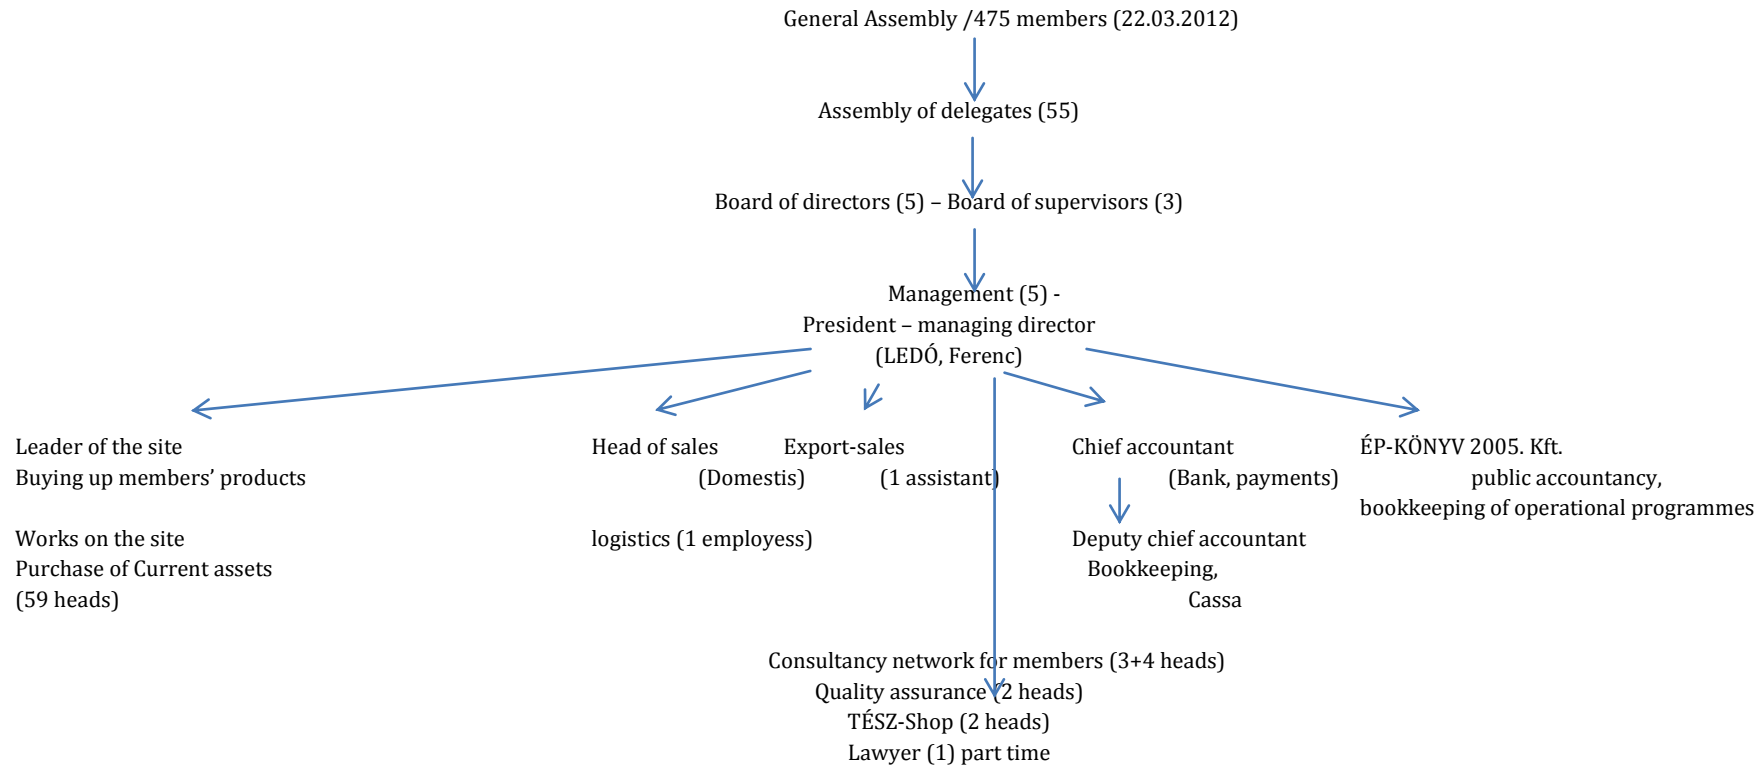 General Assembly /475 members (22.03.2012)
Assembly of delegates (55)
Board of directors (5) – Board of supervisors (3)
Management (5) -
President – managing director
(LEDÓ, Ferenc)
Leader of the site
Buying up members’ products
Works on the site
Purchase of Current assets
(59 heads)
Head of sales
(Domestis)
logistics (1 employess)
Export-sales
(1 assistant)
Chief accountant
(Bank, payments)
Deputy chief accountant
Bookkeeping,
Cassa
ÉP-KÖNYV 2005. Kft.
public accountancy,
bookkeeping of operational programmes
Consultancy network for members (3+4 heads)
Quality assurance (2 heads)
TÉSZ-Shop (2 heads)
Lawyer (1) part time